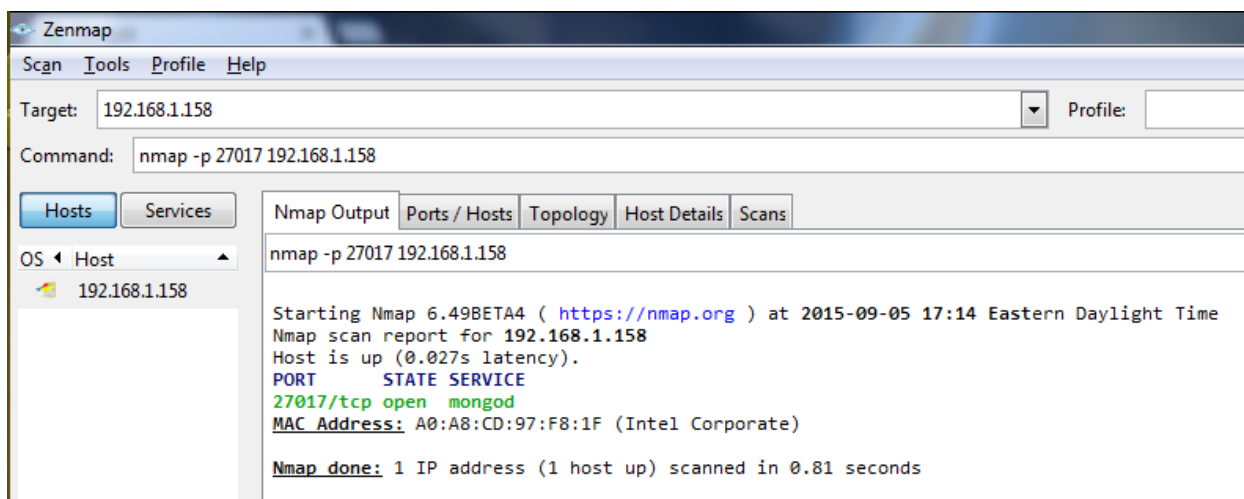 Zenmap
Scan Tools Profile Help
Target: 192.168.1.158 Profile:
Command: nmap -p 27017 192.168.1.158
Hosts Services
Nmap Output Ports / Hosts Topology Host Details Scans
OS Host
192.168.1.158
nmap -p 27017 192.168.1.158
Starting Nmap 6.49BETA4 ( https://nmap.org ) at 2015-09-05 17:14 Eastern Daylight Time
Nmap scan report for 192.168.1.158
Host is up (0.027s latency).
PORT STATE SERVICE
27017/tcp open mongod
MAC Address: A0:A8:CD:97:F8:1F (Intel Corporate)
Nmap done: 1 IP address (1 host up) scanned in 0.81 seconds